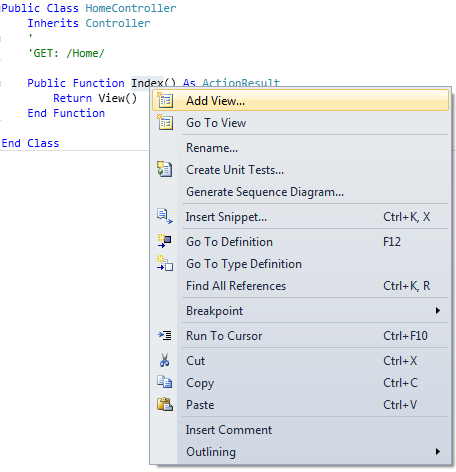 Public Class HomeController
Inherits Controller
'
'GET: /Home/
Public Function Index() As ActionResult
Return View()
End Function
End Class
Add View...
Go To View
Rename...
Create Unit Tests...
Generate Sequence Diagram...
Insert Snippet... Ctrl+K, X
Go To Definition F12
Go To Type Definition
Find All References Ctrl+K, R
Breakpoint
Run To Cursor Ctrl+F10
Cut Ctrl+X
Copy Ctrl+C
Paste Ctrl+V
Insert Comment
Outlining